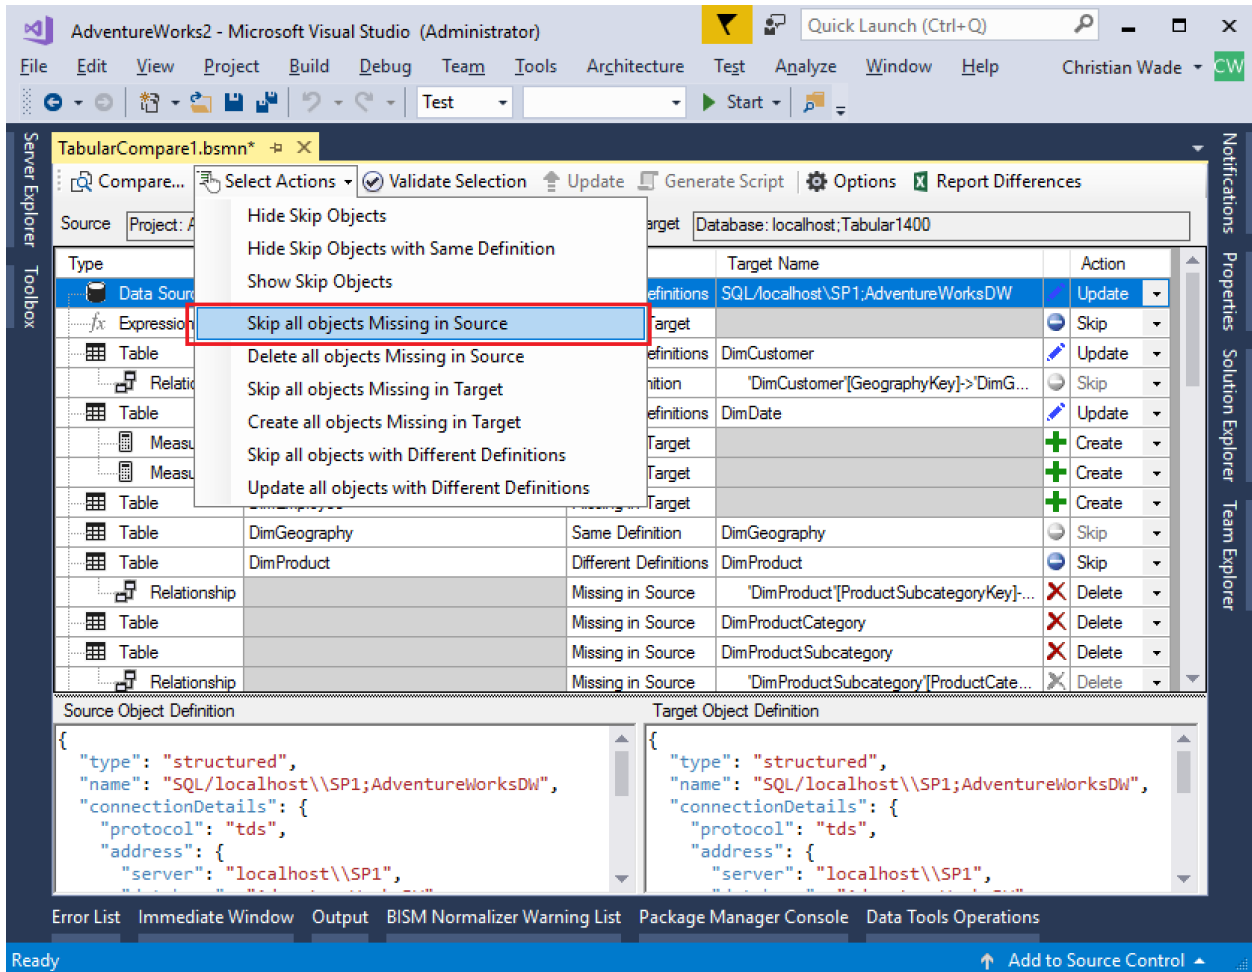 AdventureWorks2 - Microsoft Visual Studio (Administrator)
Quick Launch (Ctrl+Q)
File Edit View Project Build Debug Team Tools Architecture Test Analyze Window Help Christian Wade CW
Test Start
Server Explorer
Toolbox
Notifications
Properties
Solution Explorer
Team Explorer
TabularCompare1.bsmn*
Compare... Select Actions Validate Selection Update Generate Script Options Report Differences
Source Project: Target Database: localhost;Tabular1400
Hide Skip Objects
Hide Skip Objects with Same Definition
Show Skip Objects
Skip all objects Missing in Source
Delete all objects Missing in Source
Skip all objects Missing in Target
Create all objects Missing in Target
Skip all objects with Different Definitions
Update all objects with Different Definitions
Type Target Name Action
Data Sour efinitions SQL/localhost\SP1;AdventureWorksDW Update
fx Expression Target Skip
Table efinitions DimCustomer Update
Relatio nition 'DimCustomer'[GeographyKey]->'DimG... Skip
Table efinitions DimDate Update
Measu Target Create
Measu Target Create
Table DimEmployee Missing in Target Create
Table DimGeography Same Definition DimGeography Skip
Table DimProduct Different Definitions DimProduct Skip
Relationship Missing in Source 'DimProduct'[ProductSubcategoryKey]-... Delete
Table Missing in Source DimProductCategory Delete
Table Missing in Source DimProductSubcategory Delete
Relationship Missing in Source 'DimProductSubcategory'[ProductCate... Delete
Source Object Definition
{
"type": "structured",
"name": "SQL/localhost\\SP1;AdventureWorksDW",
"connectionDetails": {
"protocol": "tds",
"address": {
"server": "localhost\\SP1",
Target Object Definition
{
"type": "structured",
"name": "SQL/localhost\\SP1;AdventureWorksDW",
"connectionDetails": {
"protocol": "tds",
"address": {
"server": "localhost\\SP1",
Error List Immediate Window Output BISM Normalizer Warning List Package Manager Console Data Tools Operations
Ready Add to Source Control